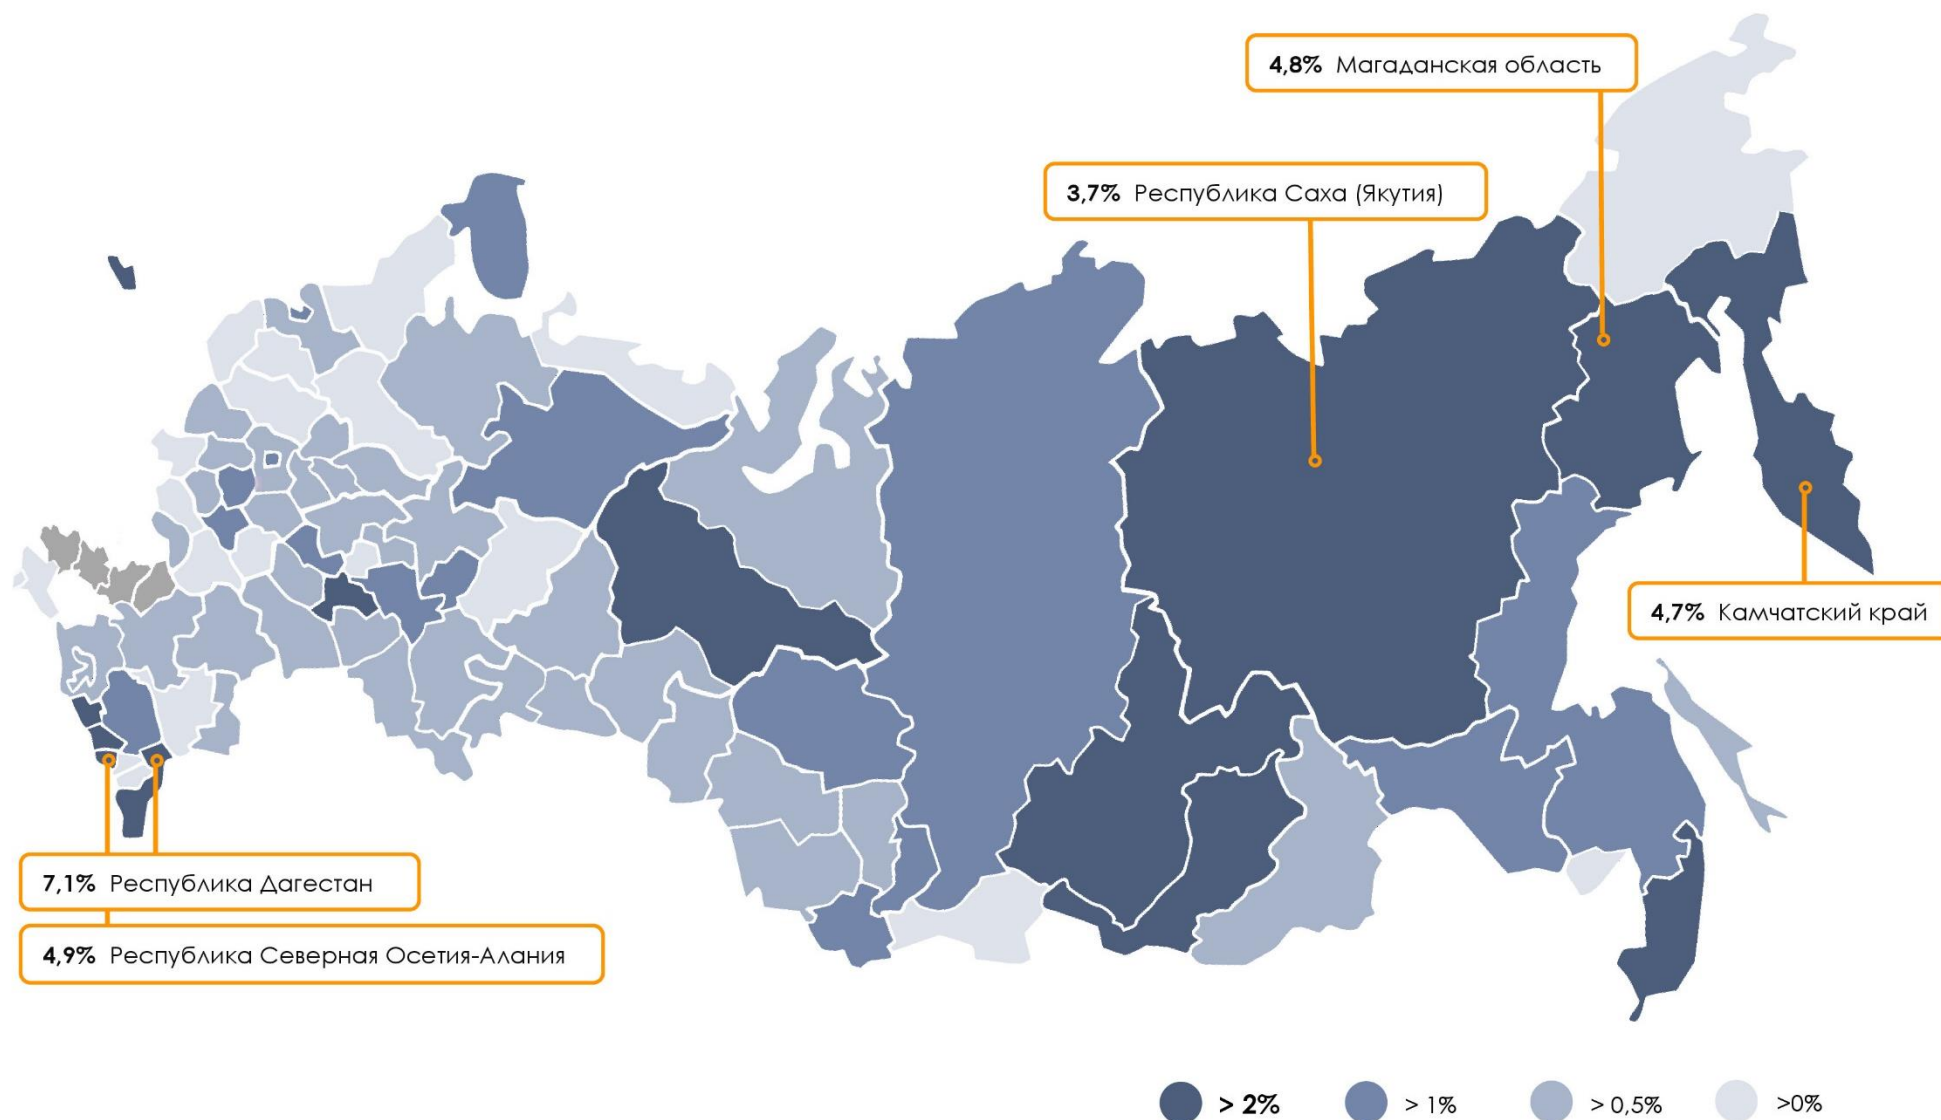 4,8% Магаданская область
3,7% Республика Саха (Якутия)
4,7% Камчатский край
7,1% Республика Дагестан
4,9% Республика Северная Осетия-Алания
> 2% > 1% > 0,5% >0%